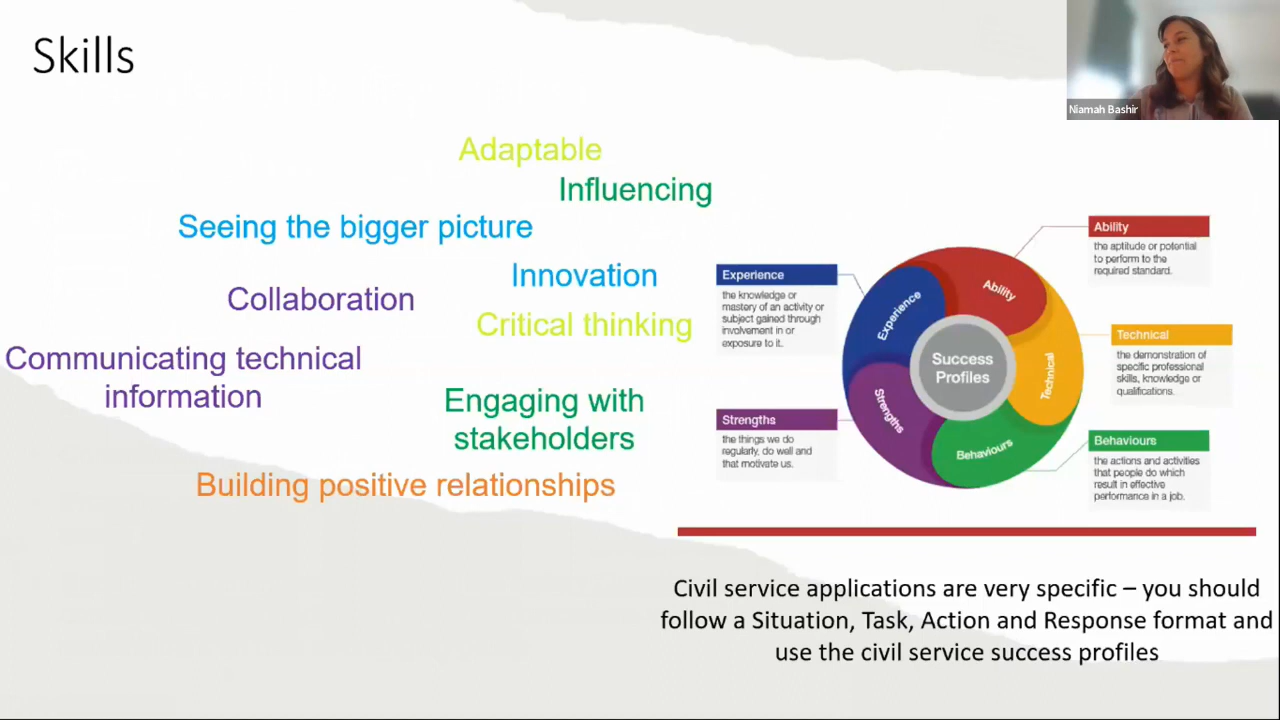 Skills
Niamah Bashir
Adaptable
Influencing
Seeing the bigger picture
Innovation
Collaboration
Critical thinking
Communicating technical
information
Engaging with
stakeholders
Building positive relationships
Experience
the knowledge or
mastery of an activity or
subject gained through
involvement in or
exposure to it.
Strengths
the things we do
regularly, do well and
that motivate us.
Success
Profiles
Ability
Technical
Behaviours
Strengths
Experience
Ability
the aptitude or potential
to perform to the
required standard.
Technical
the demonstration of
specific professional
skills, knowledge or
qualifications.
Behaviours
the actions and activities
that people do which
result in effective
performance in a job.
Civil service applications are very specific – you should
follow a Situation, Task, Action and Response format and
use the civil service success profiles